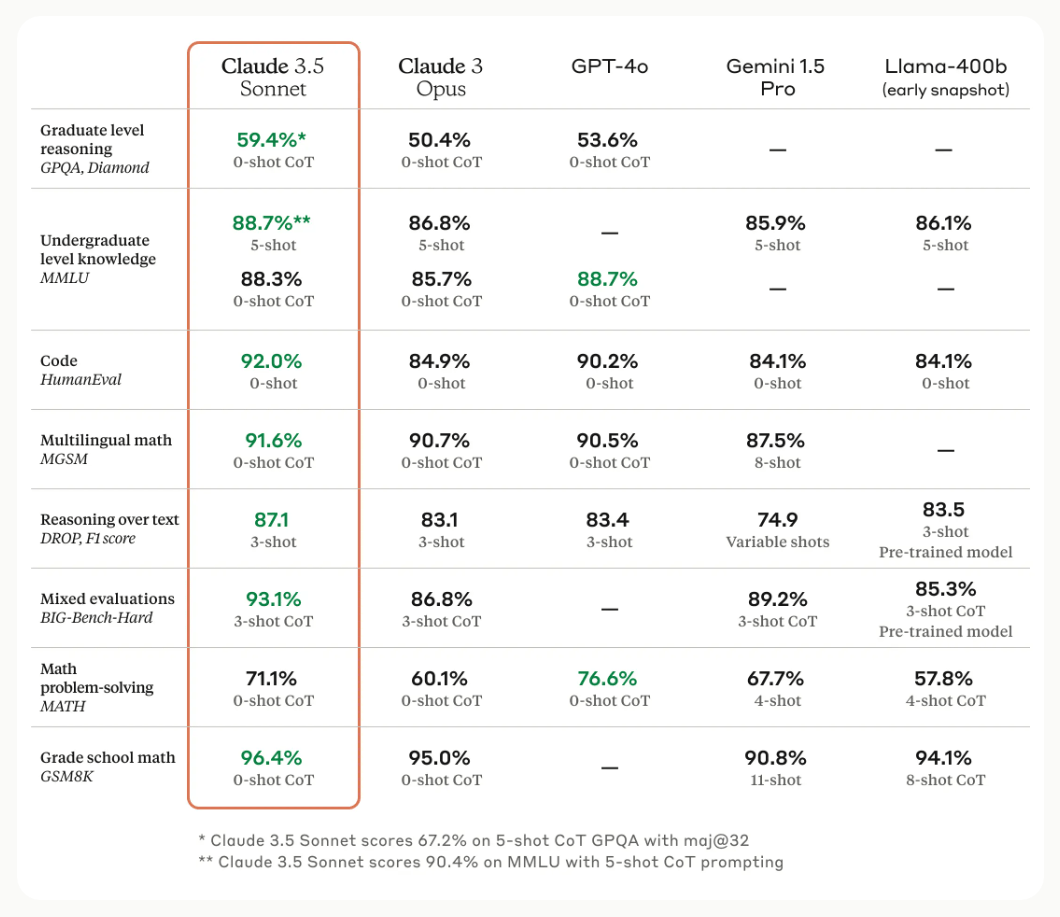 Claude 3.5 Sonnet
Claude 3 Opus
GPT-4o
Gemini 1.5 Pro
Llama-400b (early snapshot)
Graduate level
reasoning
GPQA, Diamond
59.4%*
0-shot CoT
50.4%
0-shot CoT
53.6%
0-shot CoT
—
—
Undergraduate
level knowledge
MMLU
88.7%**
5-shot
86.8%
5-shot
—
85.9%
5-shot
86.1%
5-shot
88.3%
0-shot CoT
85.7%
0-shot CoT
88.7%
0-shot CoT
—
—
Code
HumanEval
92.0%
0-shot
84.9%
0-shot
90.2%
0-shot
84.1%
0-shot
84.1%
0-shot
Multilingual math
MGSM
91.6%
0-shot CoT
90.7%
0-shot CoT
90.5%
0-shot CoT
87.5%
8-shot
—
Reasoning over text
DROP, F1 score
87.1
3-shot
83.1
3-shot
83.4
3-shot
74.9
Variable shots
83.5
3-shot
Pre-trained model
Mixed evaluations
BIG-Bench-Hard
93.1%
3-shot CoT
86.8%
3-shot CoT
—
89.2%
3-shot CoT
85.3%
3-shot CoT
Pre-trained model
Math
problem-solving
MATH
71.1%
0-shot CoT
60.1%
0-shot CoT
76.6%
0-shot CoT
67.7%
4-shot
57.8%
4-shot CoT
Grade school math
GSM8K
96.4%
0-shot CoT
95.0%
0-shot CoT
—
90.8%
11-shot
94.1%
8-shot CoT
* Claude 3.5 Sonnet scores 67.2% on 5-shot CoT GPQA with maj@32
** Claude 3.5 Sonnet scores 90.4% on MMLU with 5-shot CoT prompting